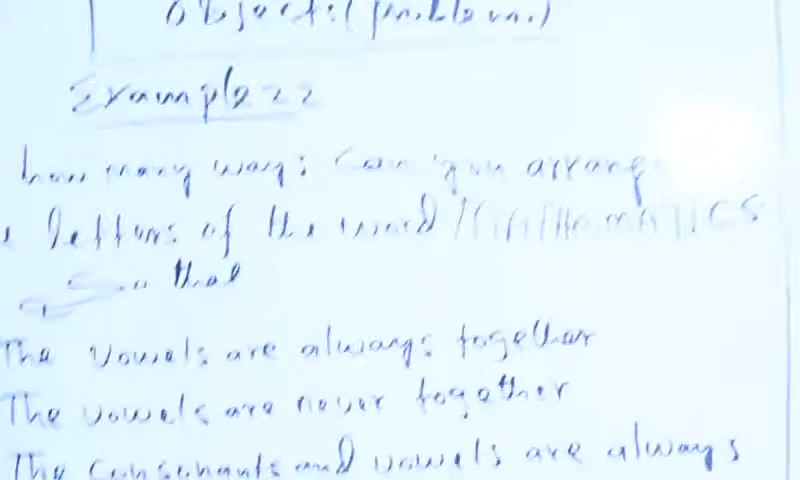 Objects (problems)
Example 22
how many ways can you arrange
letters of the word
so that
The vowels are always together
The vowels are never together
The consonants and vowels are always